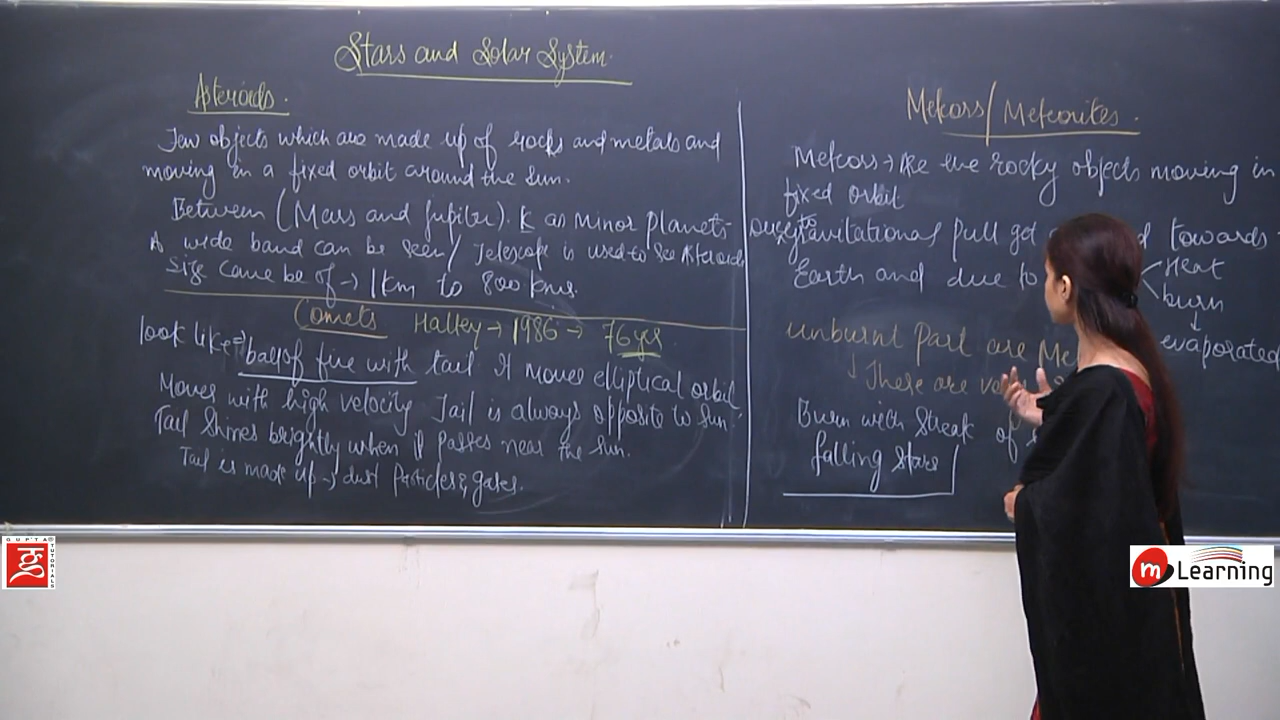 Stars and Solar System.
Asteroids.
Few objects which are made up of rocks and metals and
moving in a fixed orbit around the Sun.
Between (Mars and Jupiter). K as minor planets
A wide band can be seen / Telescope is used to see Asteroids
Size came be of → 1km to 800 kms.
Comets Halley → 1986 → 76 yrs
look like ball of fire with tail It moves elliptical orbit
Moves with high velocity Tail is always opposite to Sun.
Tail Shines brightly when it passes near the Sun.
Tail is made up → dust particles & gases.
Meteors / Meteorites.
Meteors → are the rocky objects moving in
fixed orbit
gravitational pull get towards
Earth and due to
Heat
burn
↓
evaporated
unburnt part are
↓ There are
Burn with Streak of
falling stars
GUPTA TUTORIALS
m Learning